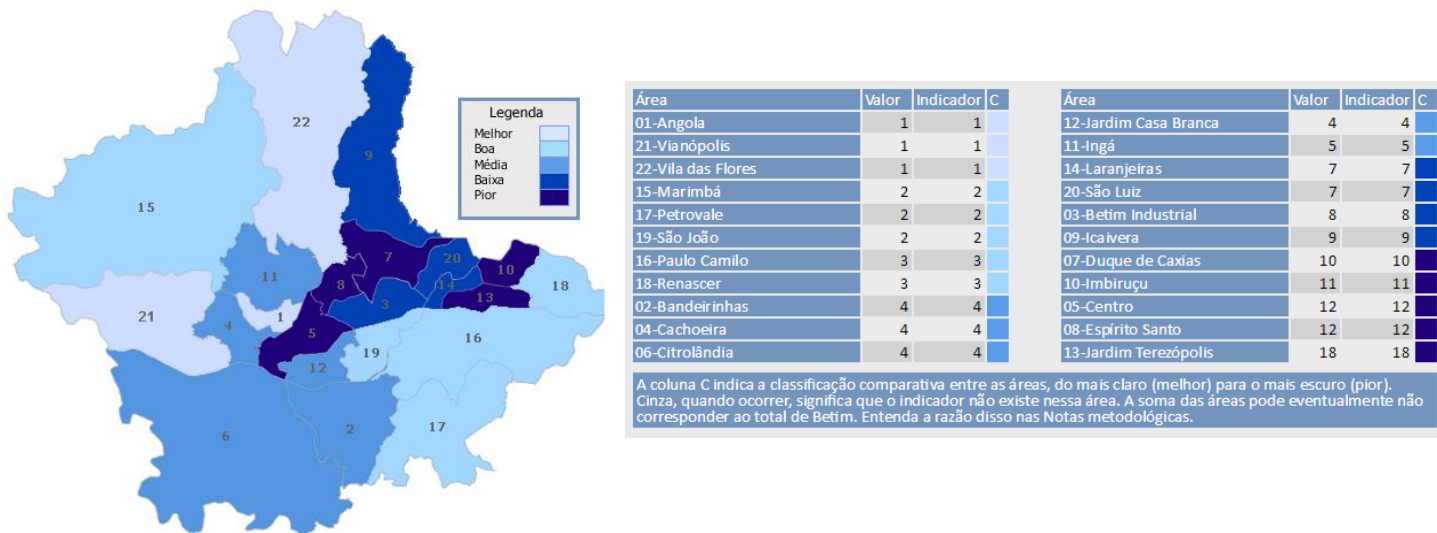 22
9
15
7
20
10
8
14
13
18
11
3
21
1
4
5
16
19
12
6
2
17
Legenda
Melhor
Boa
Média
Baixa
Pior
Área Valor Indicador C
01-Angola 1 1
21-Vianópolis 1 1
22-Vila das Flores 1 1
15-Marimbá 2 2
17-Petrovale 2 2
19-São João 2 2
16-Paulo Camilo 3 3
18-Renascer 3 3
02-Bandeirinhas 4 4
04-Cachoeira 4 4
06-Citrolândia 4 4
Área Valor Indicador C
12-Jardim Casa Branca 4 4
11-Ingá 5 5
14-Laranjeiras 7 7
20-São Luiz 7 7
03-Betim Industrial 8 8
09-Icaivera 9 9
07-Duque de Caxias 10 10
10-Imbiruçu 11 11
05-Centro 12 12
08-Espírito Santo 12 12
13-Jardim Terezópolis 18 18
A coluna C indica a classificação comparativa entre as áreas, do mais claro (melhor) para o mais escuro (pior).
Cinza, quando ocorrer, significa que o indicador não existe nessa área. A soma das áreas pode eventualmente não
corresponder ao total de Betim. Entenda a razão disso nas Notas metodológicas.